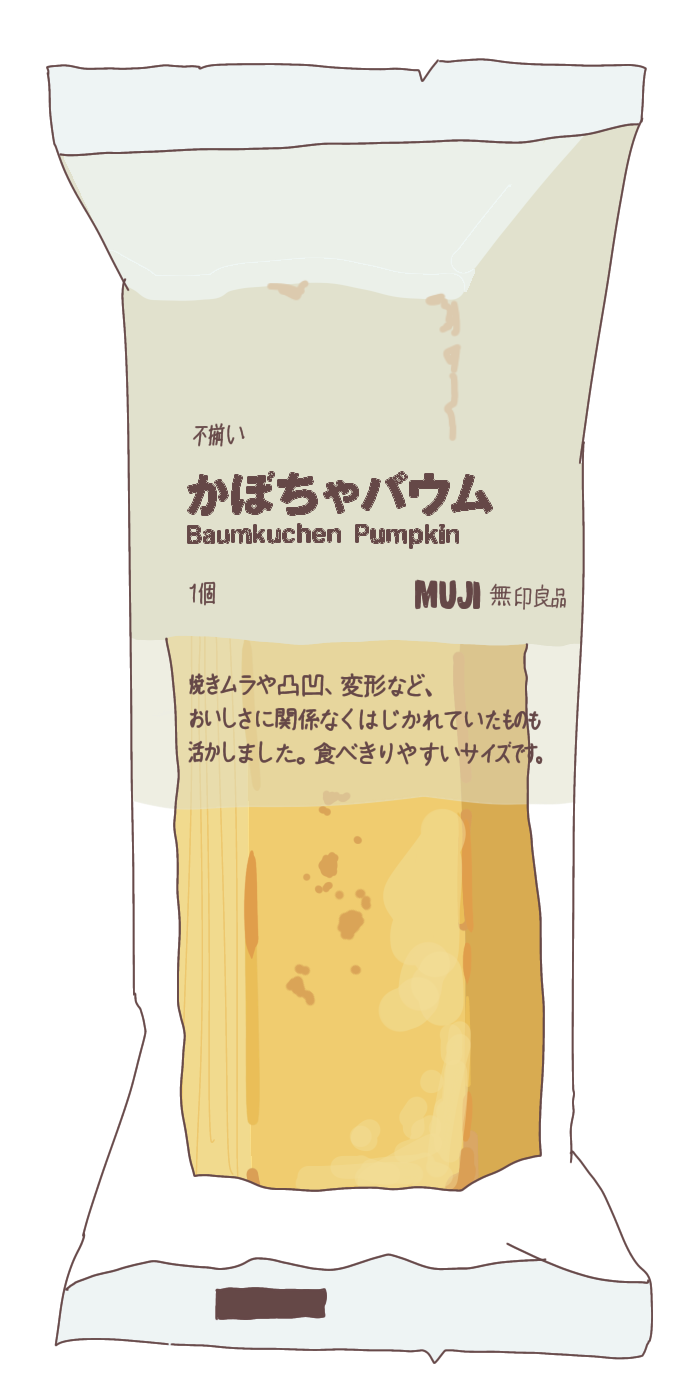 不揃い
かぼちゃバウム
Baumkuchen Pumpkin
1個
MUJI 無印良品
焼きムラや凸凹、変形など、
おいしさに関係なくはじかれていたものも
活かしました。食べきりやすいサイズです。